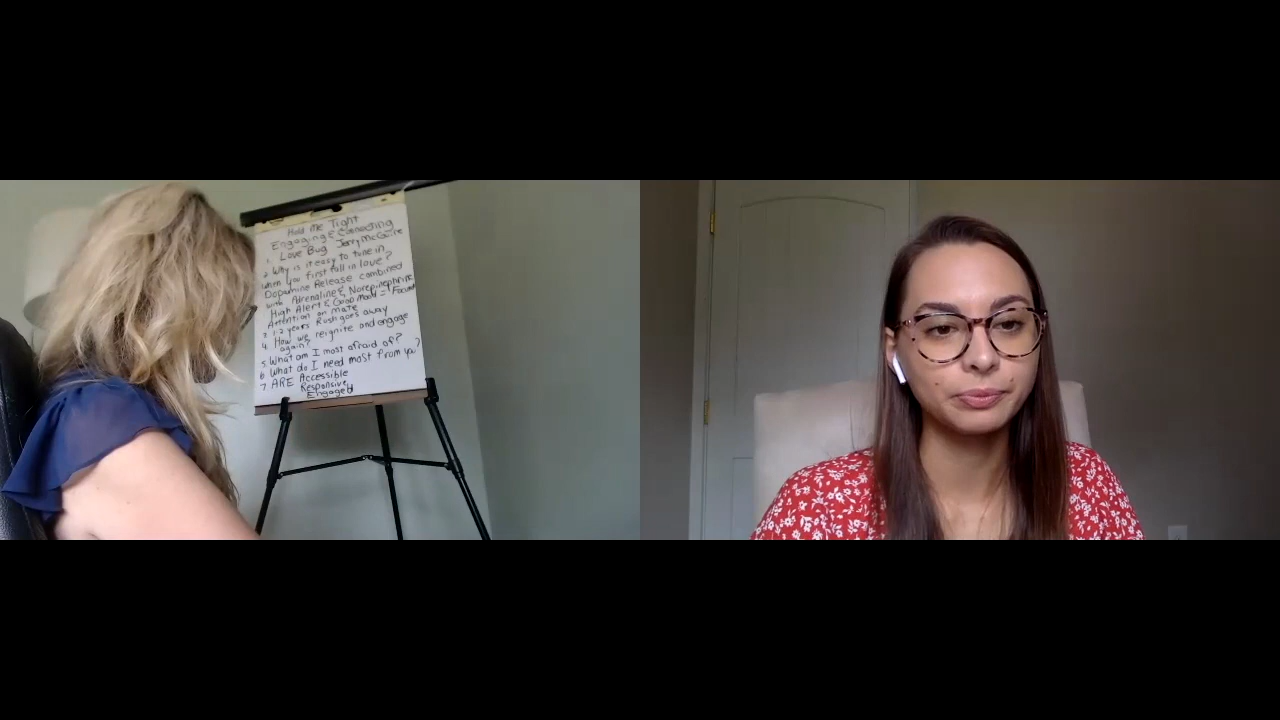 Hold Me Tight
Engaging & Connecting
1. Love Bug Jerry McGuire
2. Why is it easy to tune in
when you first fall in love?
Dopamine Release combined
with Adrenaline & Norepinephrine
High Alert & Good Mood = Focused
Attention on mate
3. 1-2 years Rush goes away
4. How we reignite and engage
again?
5. What am I most afraid of?
6. What do I need most from you?
7. ARE Accessible
Responsive
Engaged